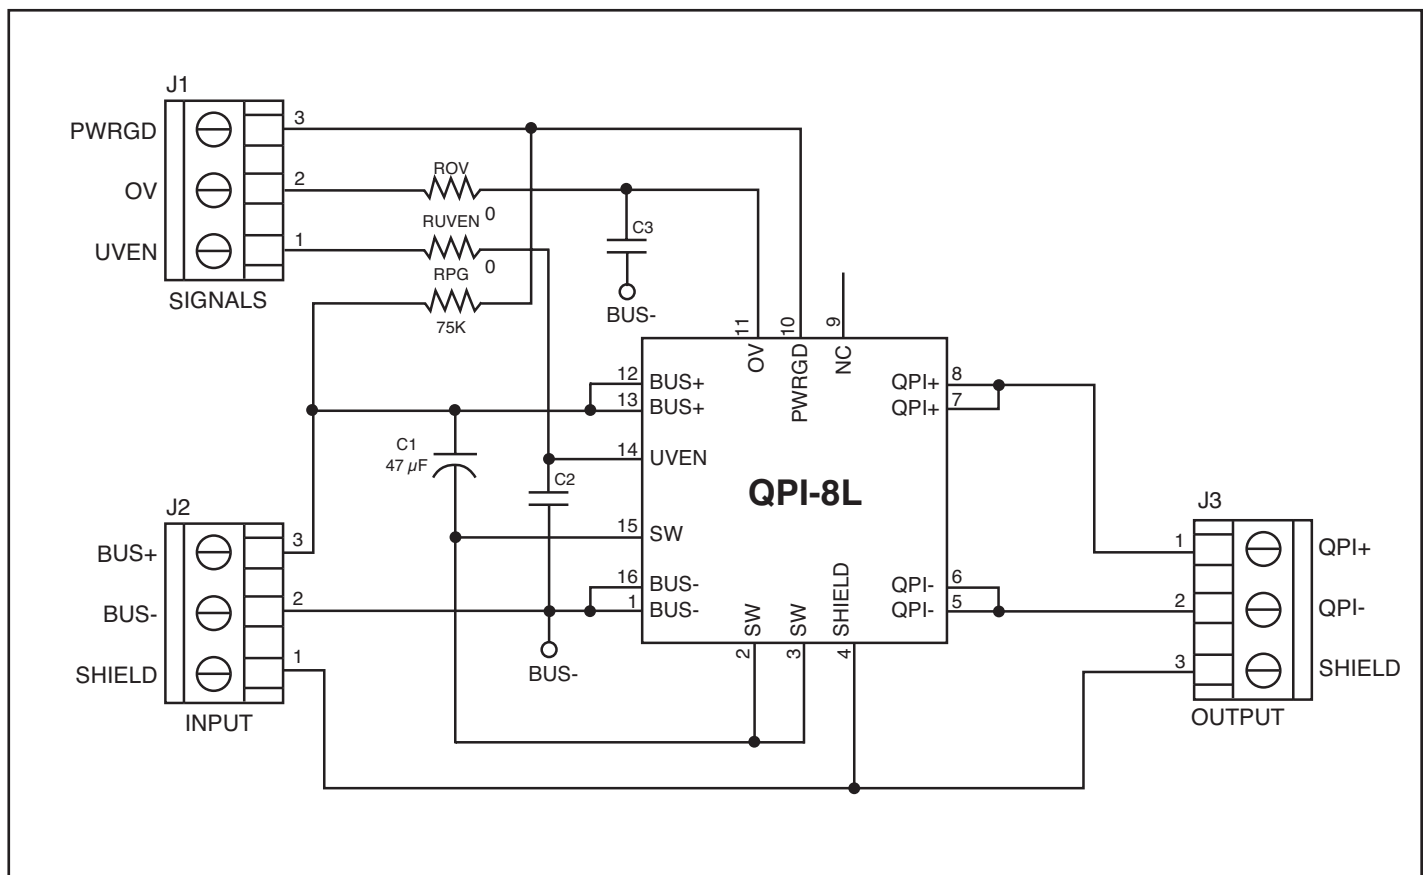 J1
PWRGD
3
OV
2
UVEN
1
SIGNALS
ROV
0
RUVEN
0
RPG
75K
C3
BUS-
11
10
9
OV
PWRGD
NC
12
BUS+
13
BUS+
14
UVEN
15
SW
16
BUS-
1
BUS-
QPI-8L
QPI+
8
QPI+
7
QPI-
6
QPI-
5
SW
SW
SHIELD
2
3
4
C1
47 µF
C2
BUS-
J2
BUS+
3
BUS-
2
SHIELD
1
INPUT
J3
1
QPI+
2
QPI-
3
SHIELD
OUTPUT